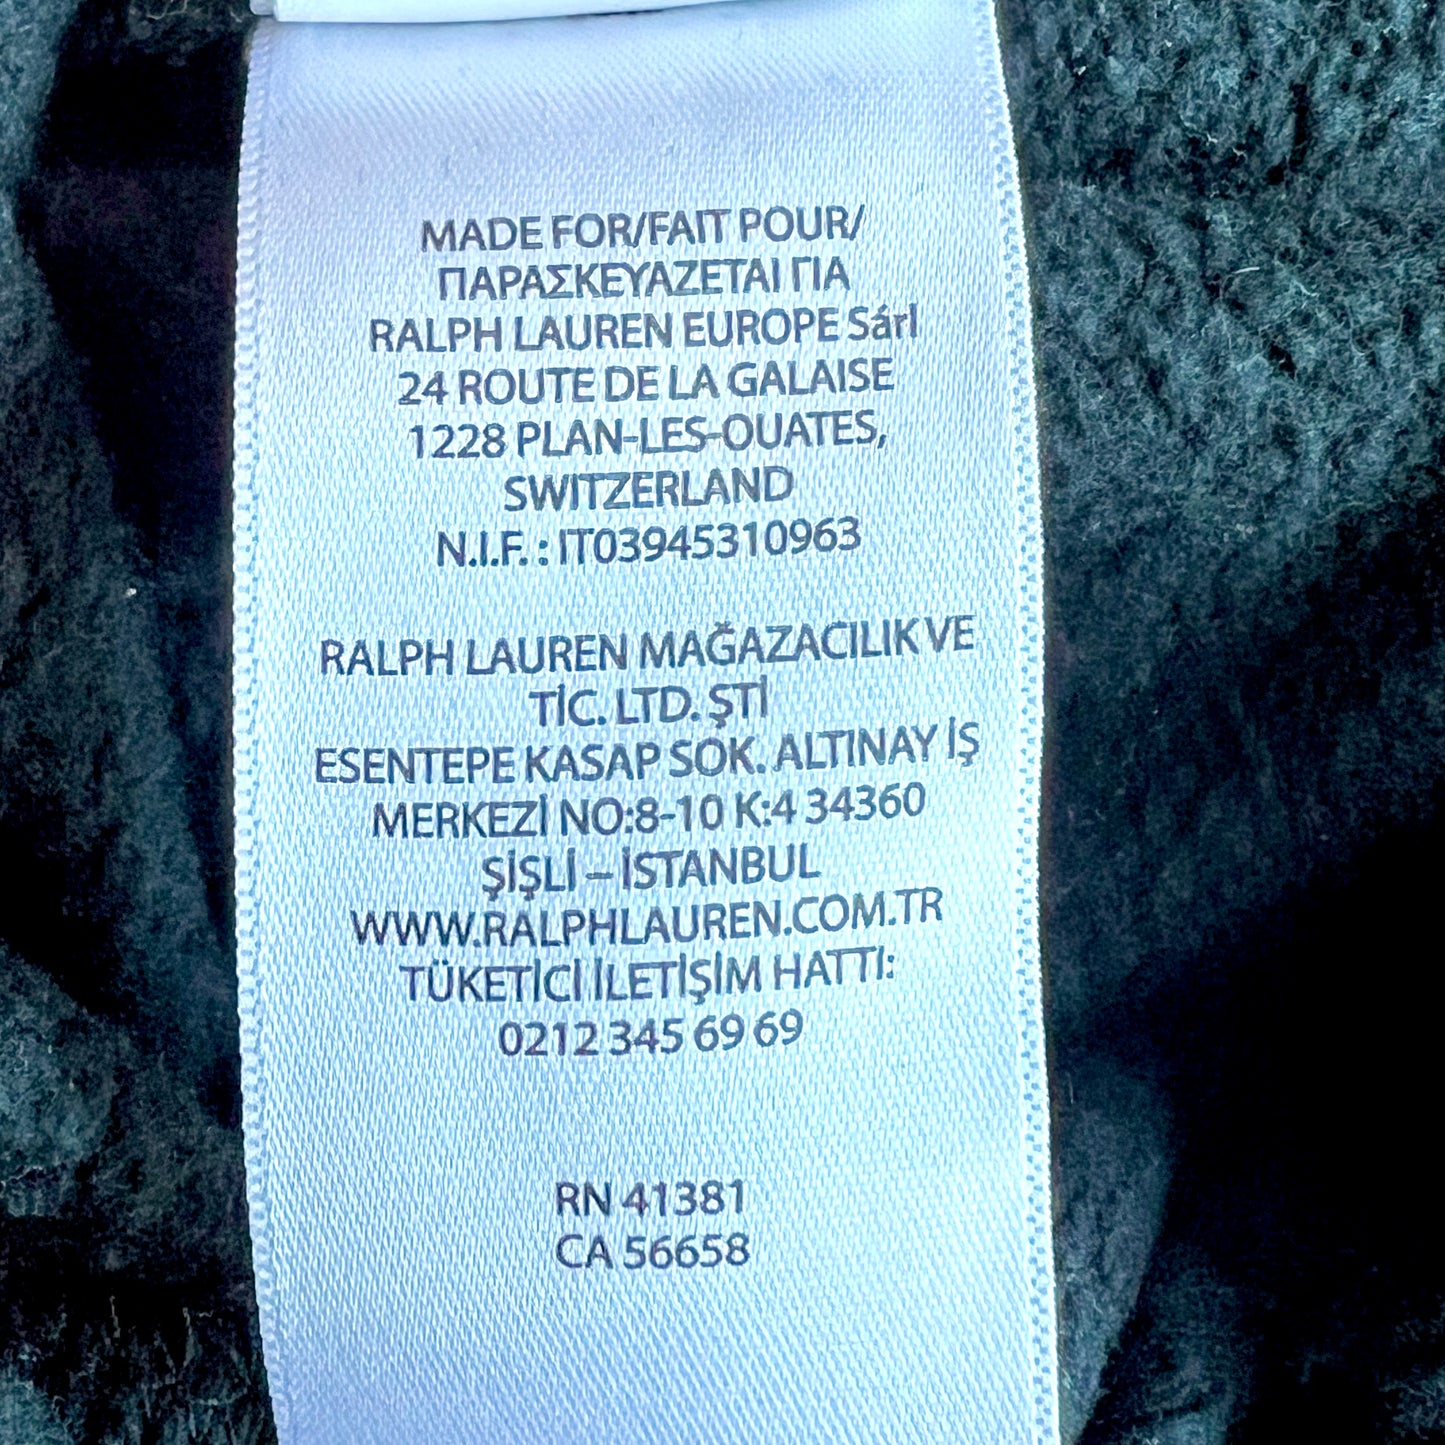 MADE FOR/FAIT POUR/
ΠΑΡΑΣΚΕΥΑΖΕΤΑΙ ΓΙΑ
RALPH LAUREN EUROPE Sárl
24 ROUTE DE LA GALAISE
1228 PLAN-LES-OUATES,
SWITZERLAND
N.I.F. : IT03945310963
RALPH LAUREN MAĞAZACILIK VE
TİC. LTD. ŞTİ
ESENTEPE KASAP SOK. ALTINAY İŞ
MERKEZİ NO:8-10 K:4 34360
ŞİŞLİ – İSTANBUL
WWW.RALPHLAUREN.COM.TR
TÜKETİCİ İLETİŞİM HATTI:
0212 345 69 69
RN 41381
CA 56658